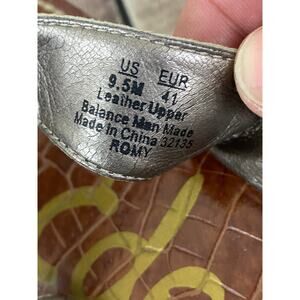 US EUR
9.5M 41
Leather Upper
Balance Man Made
Made in China 32135
ROMY